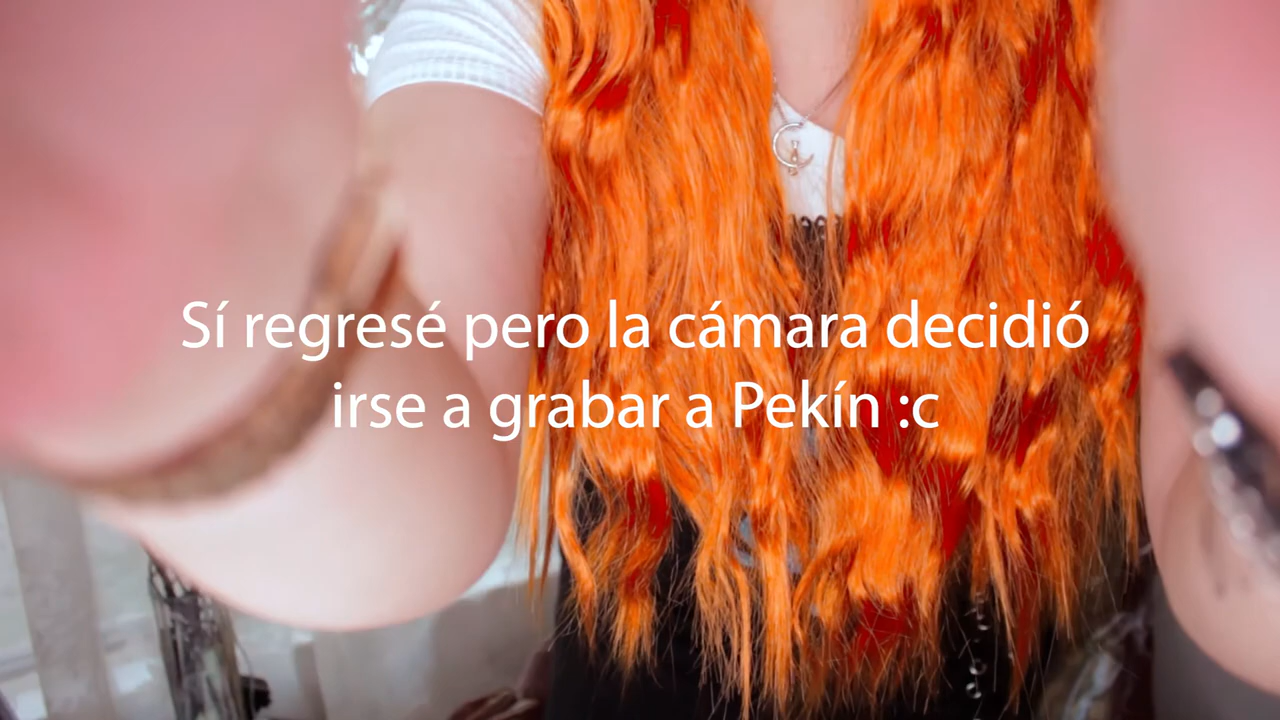 Sí regresé pero la cámara decidió
irse a grabar a Pekín :c